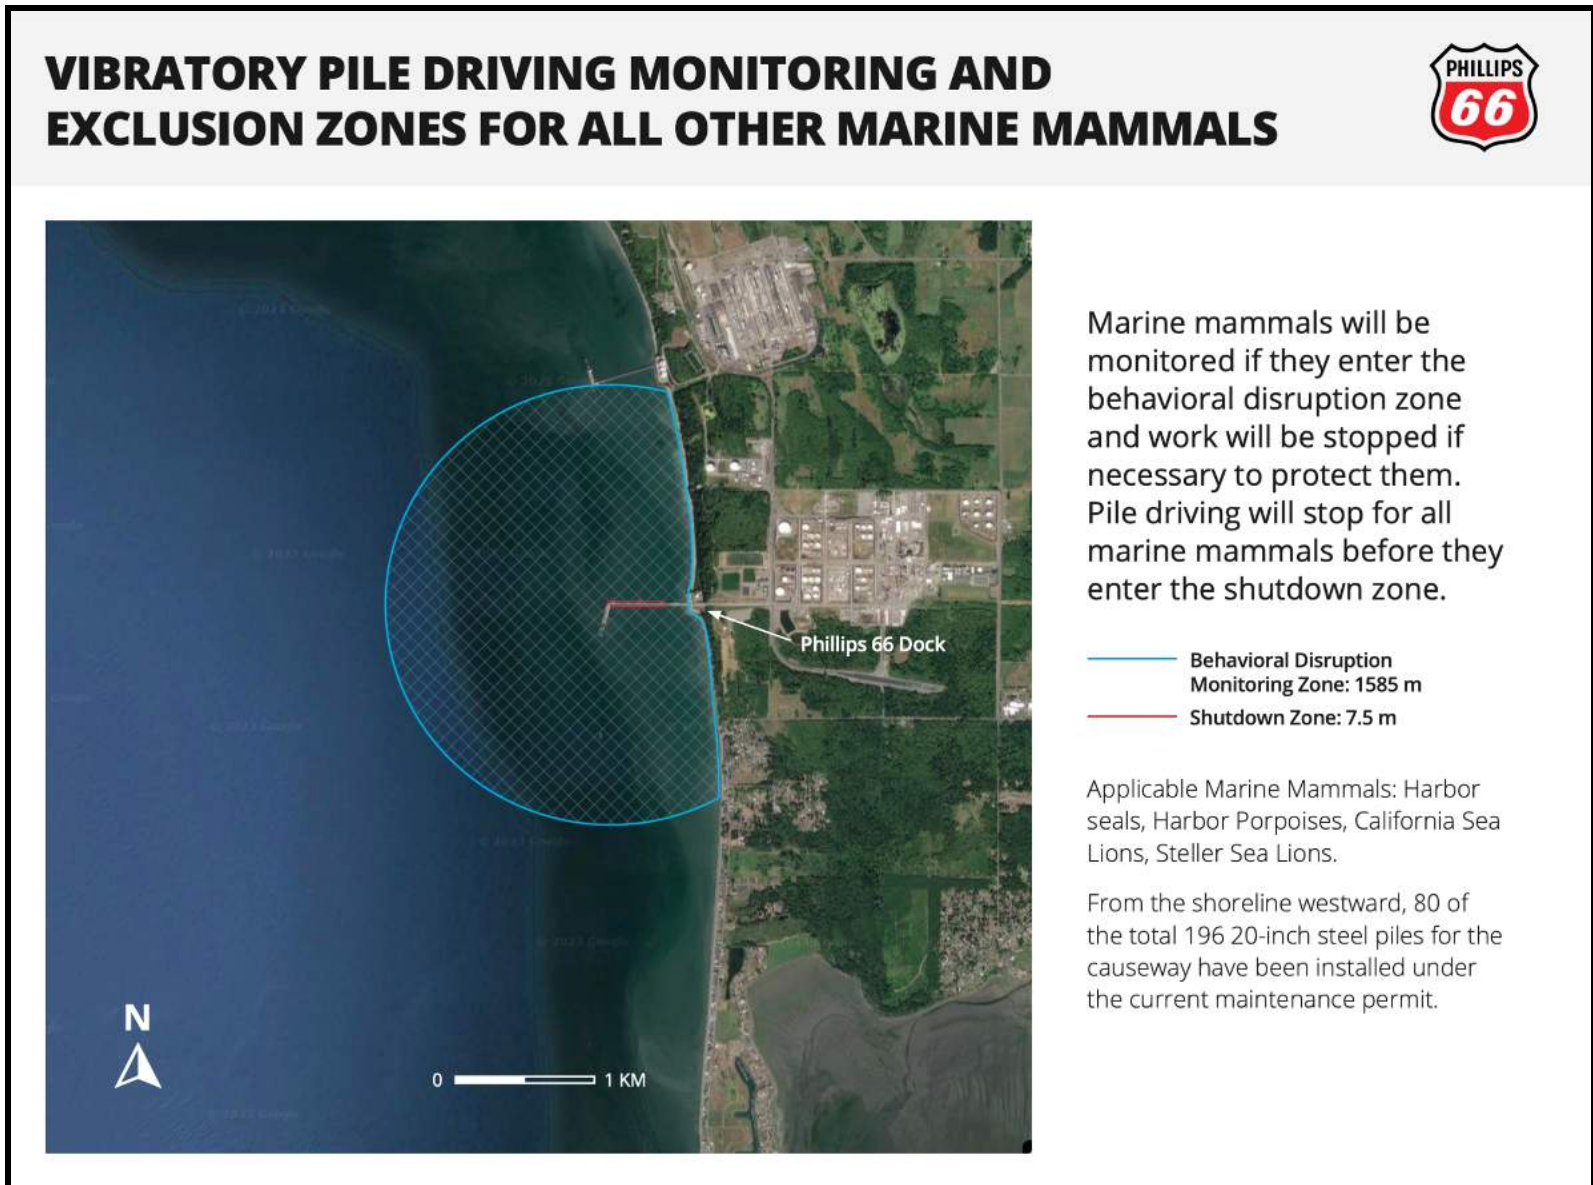 VIBRATORY PILE DRIVING MONITORING AND
EXCLUSION ZONES FOR ALL OTHER MARINE MAMMALS
PHILLIPS
66
Marine mammals will be
monitored if they enter the
behavioral disruption zone
and work will be stopped if
necessary to protect them.
Pile driving will stop for all
marine mammals before they
enter the shutdown zone.
Phillips 66 Dock
Behavioral Disruption
Monitoring Zone: 1585 m
Shutdown Zone: 7.5 m
Applicable Marine Mammals: Harbor
seals, Harbor Porpoises, California Sea
Lions, Steller Sea Lions.
From the shoreline westward, 80 of
the total 196 20-inch steel piles for the
causeway have been installed under
the current maintenance permit.
N
0 1 KM